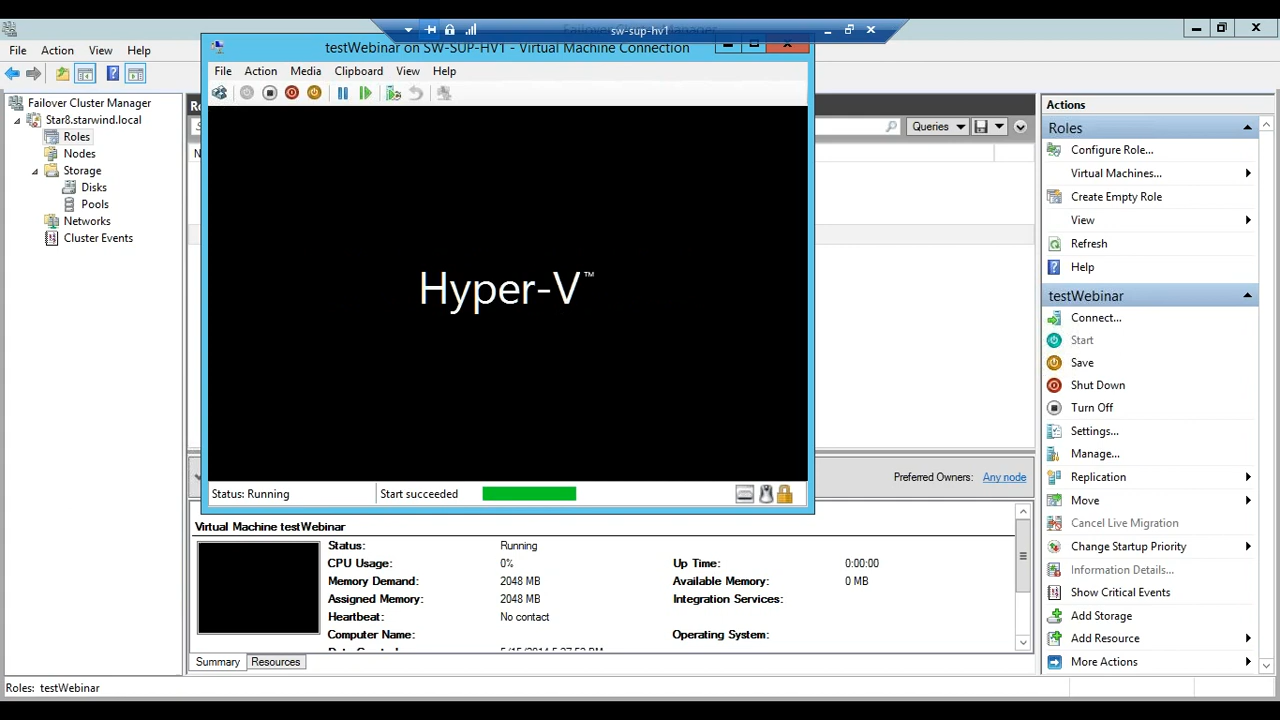 sw-sup-hv1
testWebinar on SW-SUP-HV1 - Virtual Machine Connection
File Action View Help
File Action Media Clipboard View Help
Failover Cluster Manager
Star8.starwind.local
Roles
Nodes
Storage
Disks
Pools
Networks
Cluster Events
Queries
Hyper-V™
Status: Running
Start succeeded
Preferred Owners: Any node
Virtual Machine testWebinar
Status: Running
CPU Usage: 0%
Memory Demand: 2048 MB
Assigned Memory: 2048 MB
Heartbeat: No contact
Computer Name:
Up Time: 0:00:00
Available Memory: 0 MB
Integration Services:
Operating System:
Summary Resources
Roles: testWebinar
Actions
Roles
Configure Role...
Virtual Machines...
Create Empty Role
View
Refresh
Help
testWebinar
Connect...
Start
Save
Shut Down
Turn Off
Settings...
Manage...
Replication
Move
Cancel Live Migration
Change Startup Priority
Information Details...
Show Critical Events
Add Storage
Add Resource
More Actions